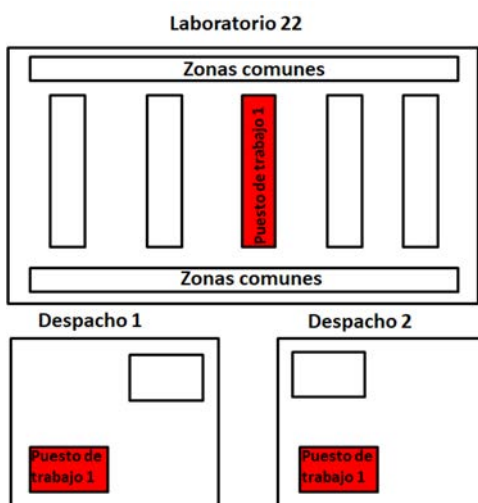 Laboratorio 22
Zonas comunes
Puesto de trabajo 1
Zonas comunes
Despacho 1
Despacho 2
Puesto de
trabajo 1
Puesto de
trabajo 1